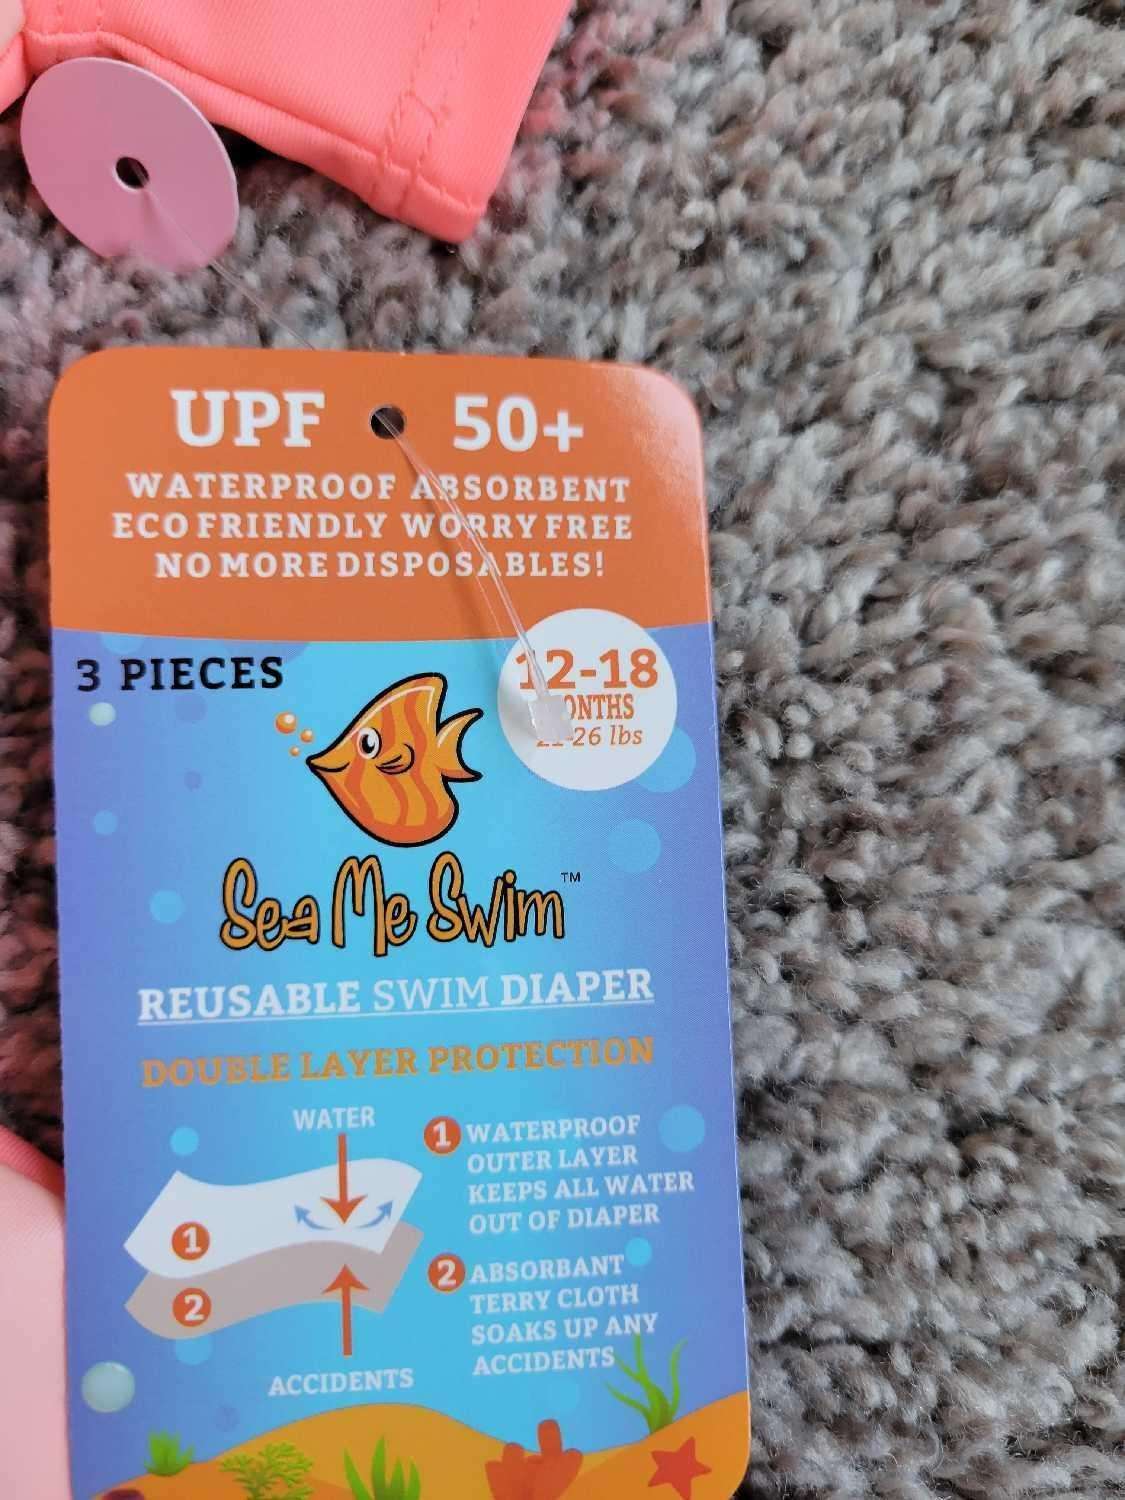 UPF 50+
WATERPROOF ABSORBENT
ECO FRIENDLY WORRY FREE
NO MORE DISPOSABLES!
3 PIECES
12-18
lbs
Sea Me Swim™
REUSABLE SWIM DIAPER
DOUBLE LAYER PROTECTION
WATER
1 WATERPROOF
OUTER LAYER
KEEPS ALL WATER
OUT OF DIAPER
1
2
2 ABSORBANT
TERRY CLOTH
SOAKS UP ANY
ACCIDENTS
ACCIDENTS